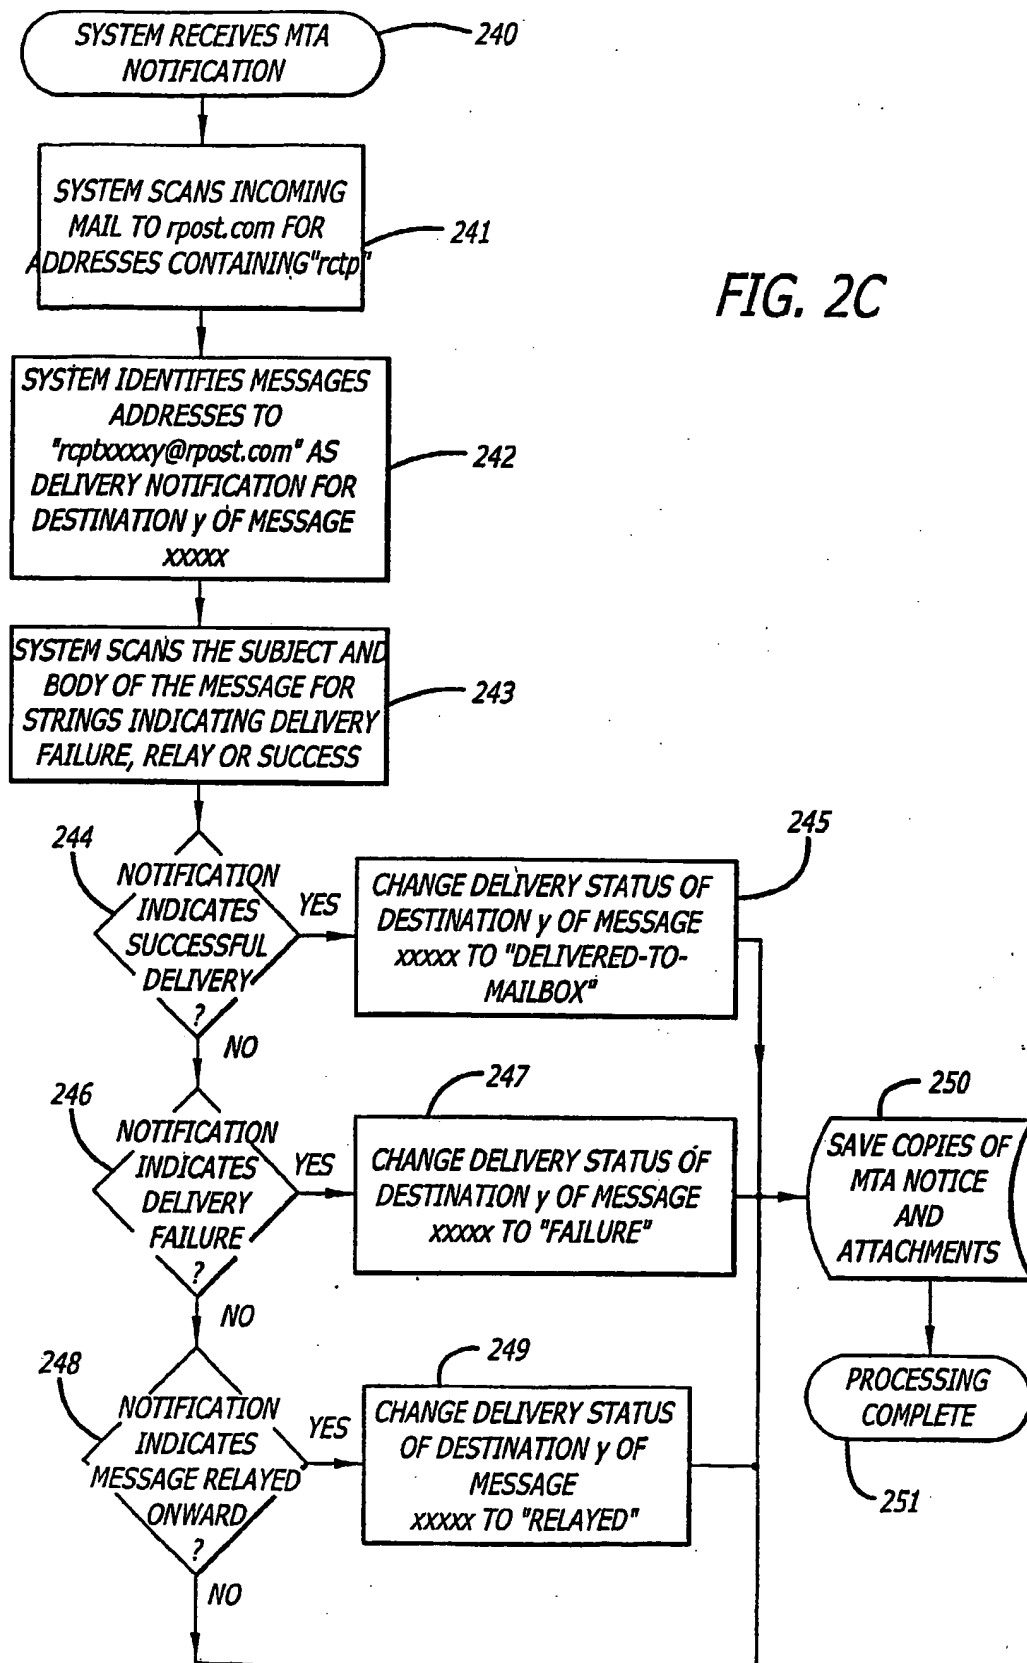 SYSTEM RECEIVES MTA
NOTIFICATION
240
SYSTEM SCANS INCOMING
MAIL TO rpost.com FOR
ADDRESSES CONTAINING"rctp"
241
FIG. 2C
SYSTEM IDENTIFIES MESSAGES
ADDRESSES TO
"rcptxxxxy@rpost.com" AS
DELIVERY NOTIFICATION FOR
DESTINATION y OF MESSAGE
xxxxx
242
SYSTEM SCANS THE SUBJECT AND
BODY OF THE MESSAGE FOR
STRINGS INDICATING DELIVERY
FAILURE, RELAY OR SUCCESS
243
244
NOTIFICATION
INDICATES
SUCCESSFUL
DELIVERY
?
YES
NO
245
CHANGE DELIVERY STATUS OF
DESTINATION y OF MESSAGE
xxxxx TO "DELIVERED-TO-
MAILBOX"
246
NOTIFICATION
INDICATES
DELIVERY
FAILURE
?
YES
NO
247
CHANGE DELIVERY STATUS OF
DESTINATION y OF MESSAGE
xxxxx TO "FAILURE"
250
SAVE COPIES OF
MTA NOTICE
AND
ATTACHMENTS
248
NOTIFICATION
INDICATES
MESSAGE RELAYED
ONWARD
?
YES
NO
249
CHANGE DELIVERY STATUS
OF DESTINATION y OF
MESSAGE
xxxxx TO "RELAYED"
PROCESSING
COMPLETE
251